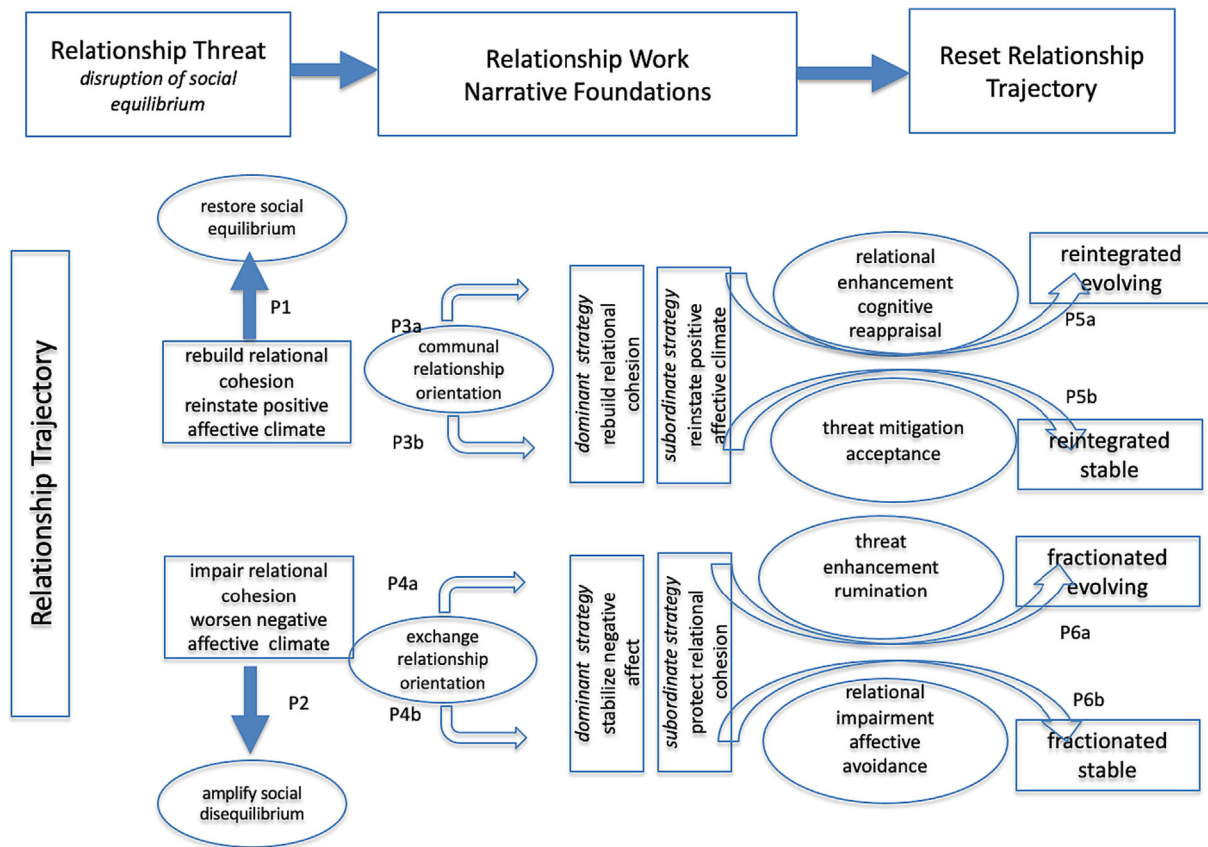 Relationship Threat
disruption of social
equilibrium
Relationship Work
Narrative Foundations
Reset Relationship
Trajectory
Relationship Trajectory
restore social
equilibrium
P1
rebuild relational
cohesion
reinstate positive
affective climate
P3a
communal
relationship
orientation
P3b
dominant strategy
rebuild relational
cohesion
subordinate strategy
reinstate positive
affective climate
relational
enhancement
cognitive
reappraisal
reintegrated
evolving
P5a
P5b
threat mitigation
acceptance
reintegrated
stable
impair relational
cohesion
worsen negative
affective climate
P2
amplify social
disequilibrium
P4a
exchange
relationship
orientation
P4b
dominant strategy
stabilize negative
affect
subordinate strategy
protect relational
cohesion
threat
enhancement
rumination
fractionated
evolving
P6a
P6b
relational
impairment
affective
avoidance
fractionated
stable